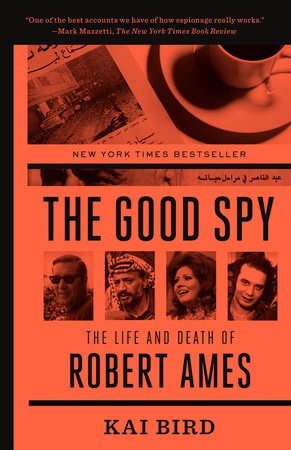 "One of the best accounts we have of how espionage really works."
—Mark Mazzetti, The New York Times Book Review
NEW YORK TIMES BESTSELLER
عبد الناصر في مراحل حياته
THE GOOD SPY
THE LIFE AND DEATH OF
ROBERT AMES
KAI BIRD